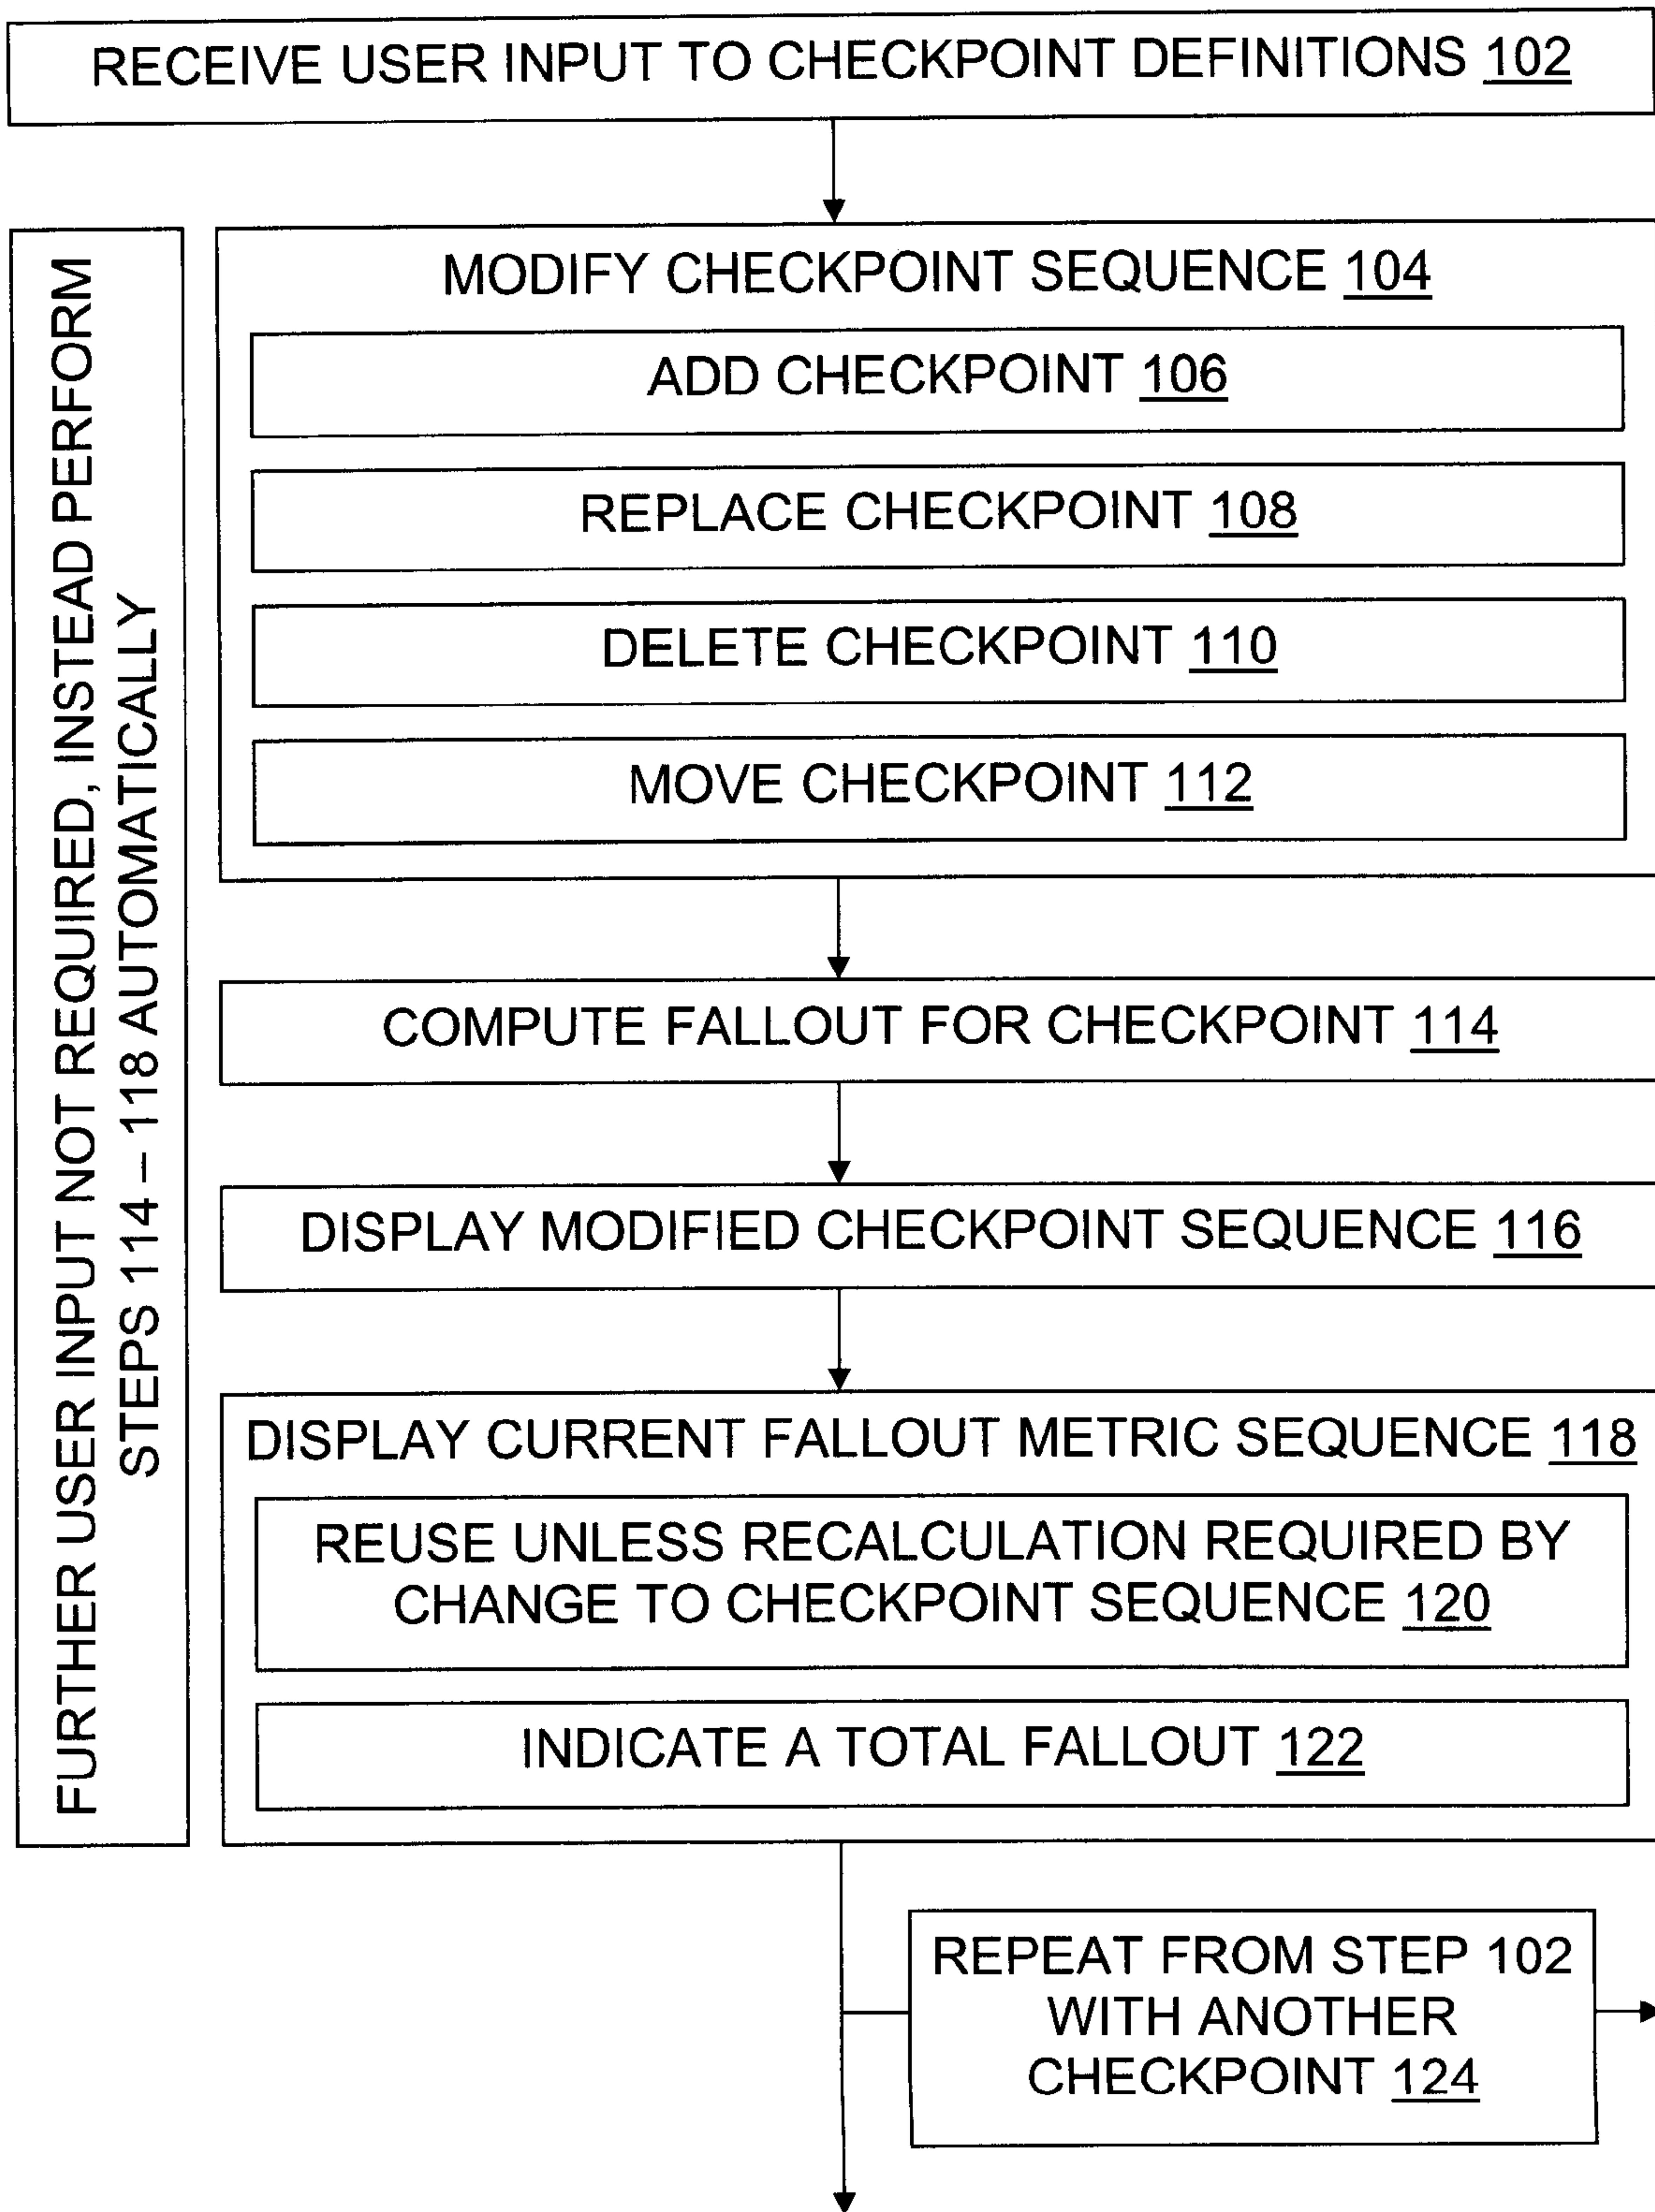 RECEIVE USER INPUT TO CHECKPOINT DEFINITIONS 102
FURTHER USER INPUT NOT REQUIRED, INSTEAD PERFORM
STEPS 114 – 118 AUTOMATICALLY
MODIFY CHECKPOINT SEQUENCE 104
ADD CHECKPOINT 106
REPLACE CHECKPOINT 108
DELETE CHECKPOINT 110
MOVE CHECKPOINT 112
COMPUTE FALLOUT FOR CHECKPOINT 114
DISPLAY MODIFIED CHECKPOINT SEQUENCE 116
DISPLAY CURRENT FALLOUT METRIC SEQUENCE 118
REUSE UNLESS RECALCULATION REQUIRED BY
CHANGE TO CHECKPOINT SEQUENCE 120
INDICATE A TOTAL FALLOUT 122
REPEAT FROM STEP 102
WITH ANOTHER
CHECKPOINT 124